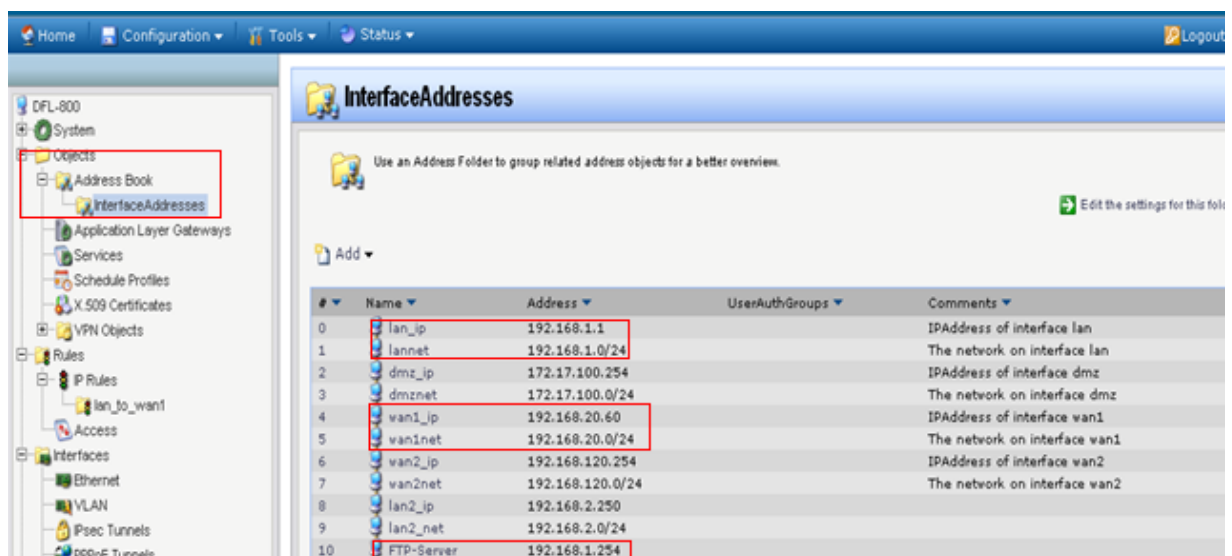 Home Configuration Tools Status Logout
DFL-800
System
Objects
Address Book
InterfaceAddresses
Application Layer Gateways
Services
Schedule Profiles
X.509 Certificates
VPN Objects
Rules
IP Rules
lan_to_wan1
Access
Interfaces
Ethernet
VLAN
IPsec Tunnels
PPPoE Tunnels
InterfaceAddresses
Use an Address Folder to group related address objects for a better overview.
Edit the settings for this
Add
# Name Address UserAuthGroups Comments
0 lan_ip 192.168.1.1 IPAddress of interface lan
1 lannet 192.168.1.0/24 The network on interface lan
2 dmz_ip 172.17.100.254 IPAddress of interface dmz
3 dmznet 172.17.100.0/24 The network on interface dmz
4 wan1_ip 192.168.20.60 IPAddress of interface wan1
5 wan1net 192.168.20.0/24 The network on interface wan1
6 wan2_ip 192.168.120.254 IPAddress of interface wan2
7 wan2net 192.168.120.0/24 The network on interface wan2
8 lan2_ip 192.168.2.250
9 lan2_net 192.168.2.0/24
10 FTP-Server 192.168.1.254